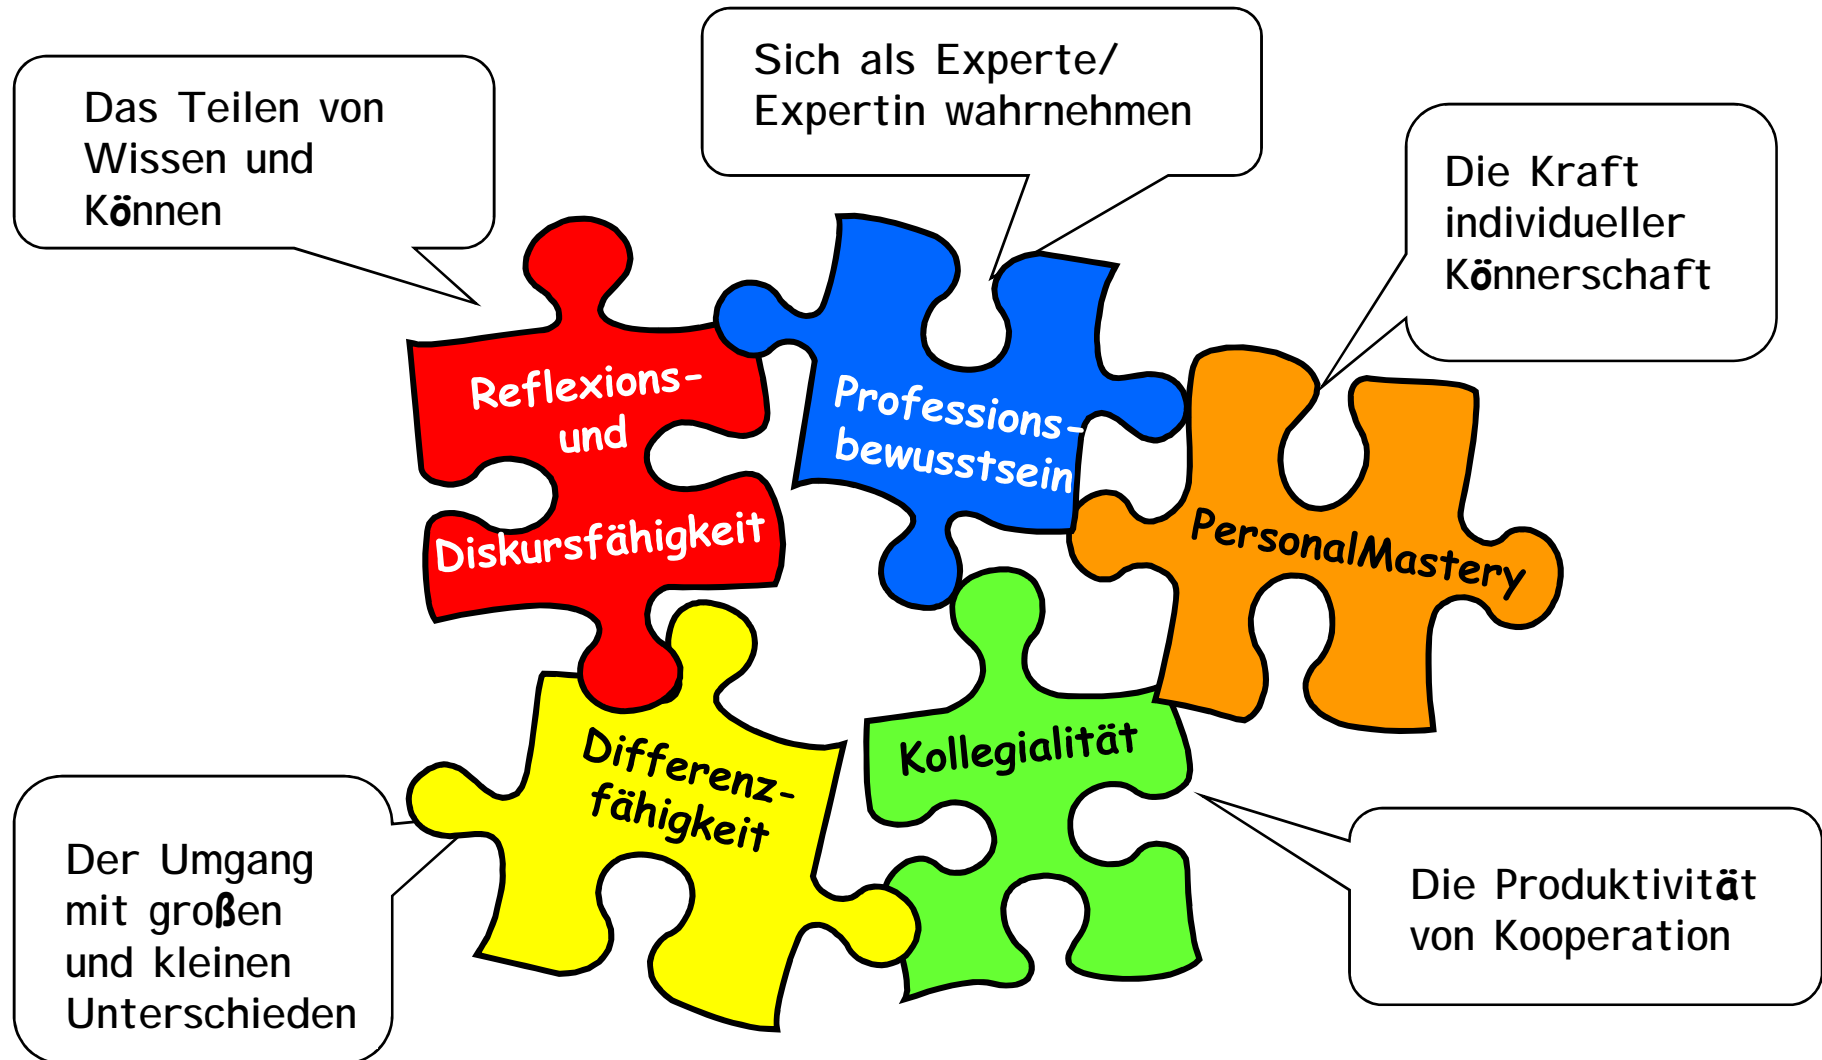 Das Teilen von
Wissen und
Können
Sich als Experte/
Expertin wahrnehmen
Die Kraft
individueller
Könnerschaft
Reflexions-
und
Diskursfähigkeit
Professions-
bewusstsein
PersonalMastery
Differenz-
fähigkeit
Kollegialität
Der Umgang
mit großen
und kleinen
Unterschieden
Die Produktivität
von Kooperation